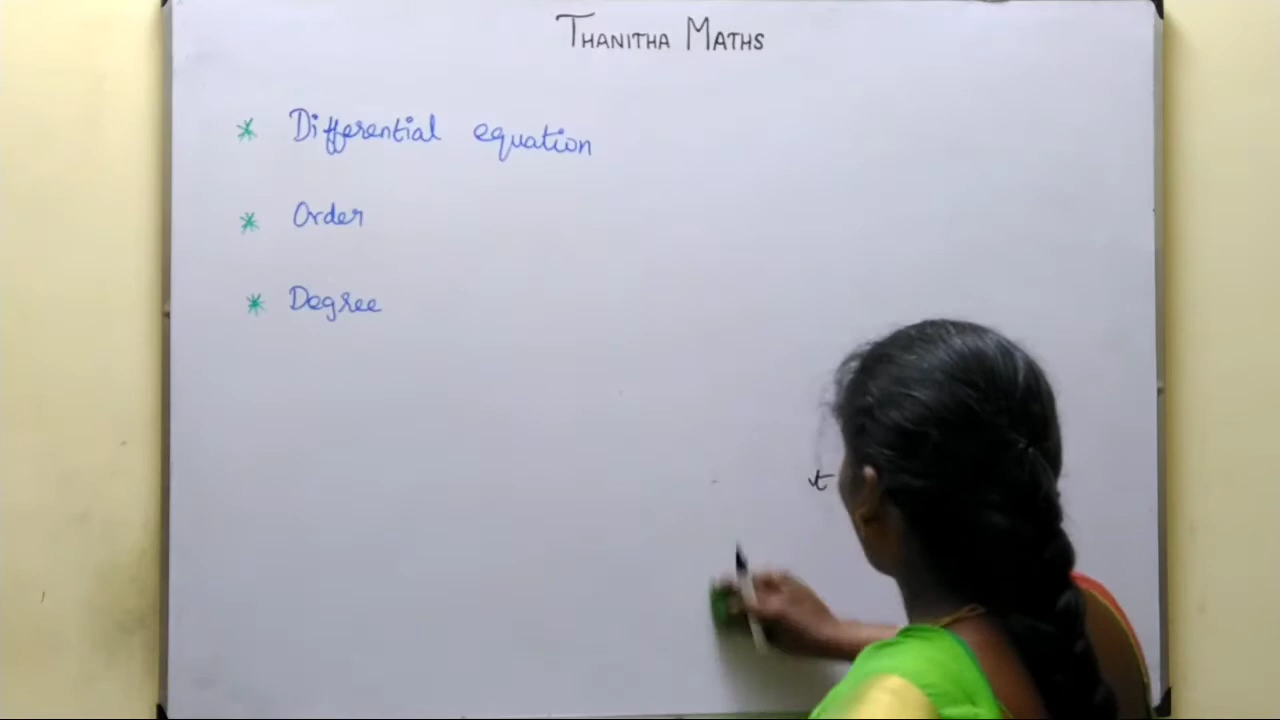 THANITHA MATHS
* Differential equation
* Order
* Degree
t